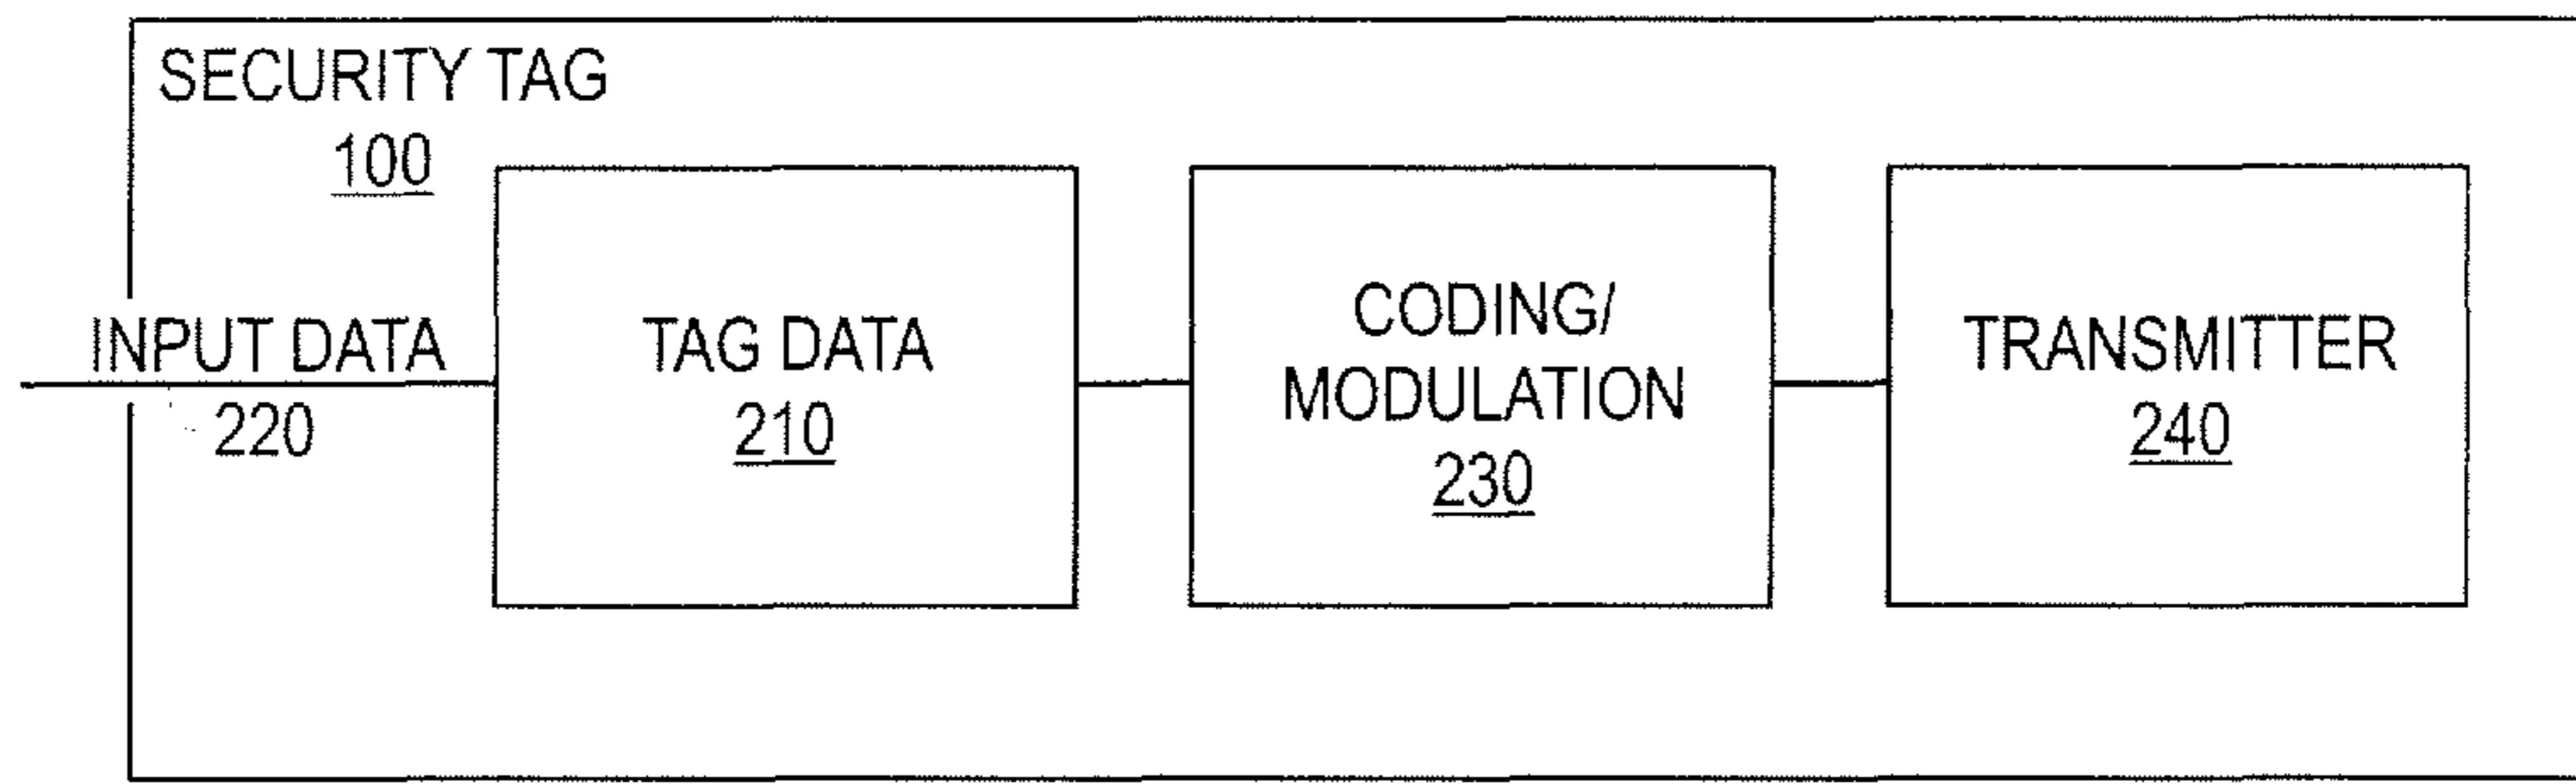 SECURITY TAG
100
INPUT DATA
220
TAG DATA
210
CODING/
MODULATION
230
TRANSMITTER
240